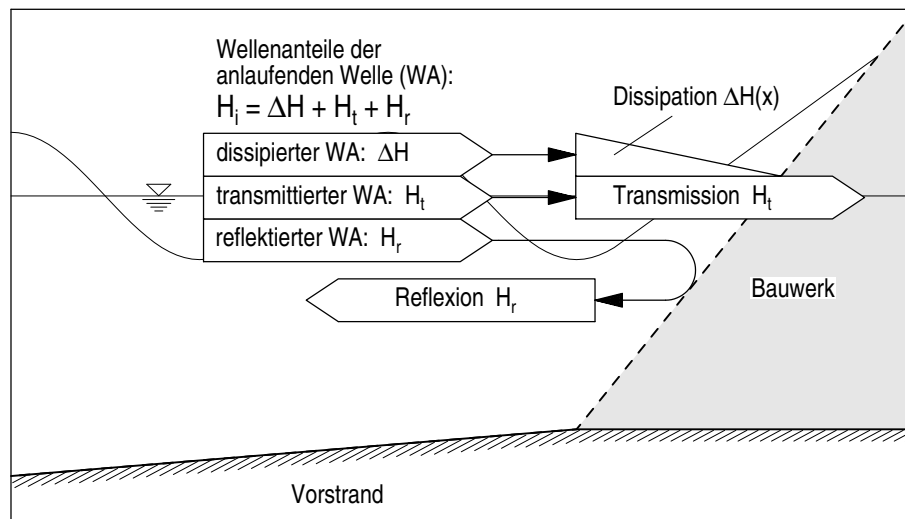 Wellenanteile der
anlaufenden Welle (WA):
Hi = ΔH + Ht + Hr
Dissipation ΔH(x)
dissipierter WA: ΔH
transmittierter WA: Ht
Transmission Ht
reflektierter WA: Hr
Reflexion Hr
Bauwerk
Vorstrand